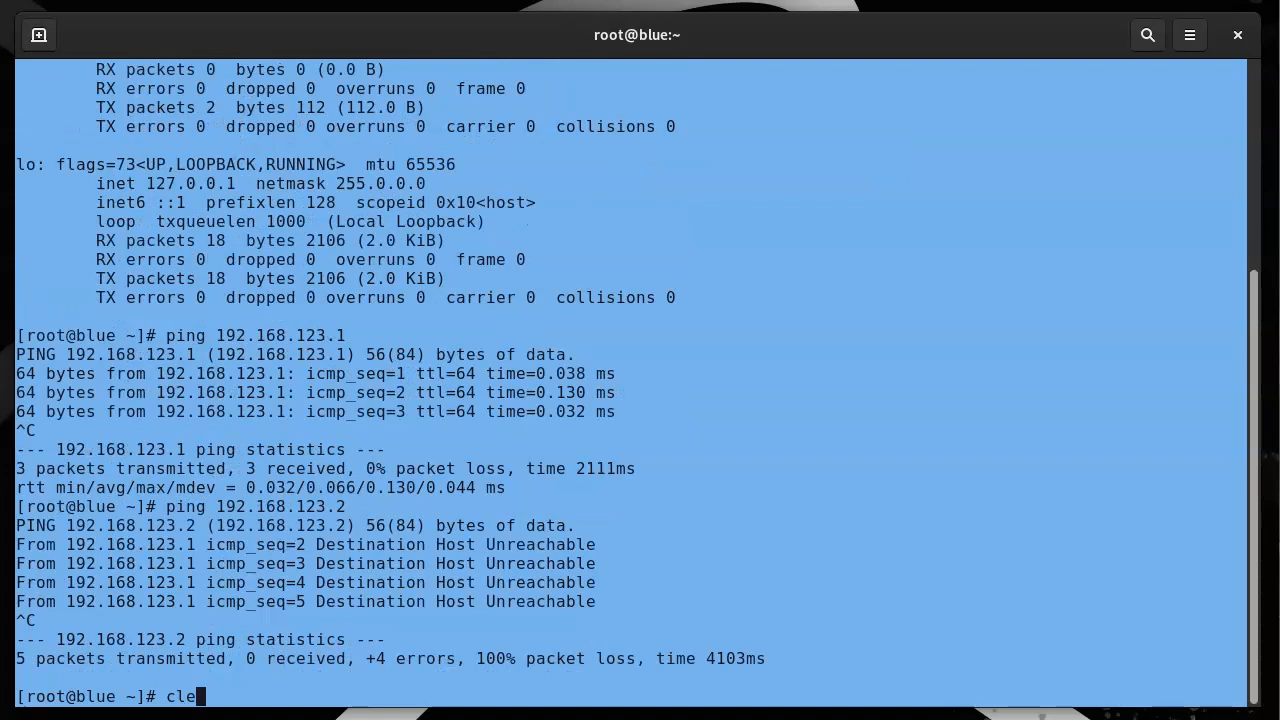 root@blue:~
RX packets 0  bytes 0 (0.0 B)
RX errors 0  dropped 0  overruns 0  frame 0
TX packets 2  bytes 112 (112.0 B)
TX errors 0  dropped 0 overruns 0  carrier 0  collisions 0
lo: flags=73<UP,LOOPBACK,RUNNING>  mtu 65536
inet 127.0.0.1  netmask 255.0.0.0
inet6 ::1  prefixlen 128  scopeid 0x10<host>
loop  txqueuelen 1000  (Local Loopback)
RX packets 18  bytes 2106 (2.0 KiB)
RX errors 0  dropped 0  overruns 0  frame 0
TX packets 18  bytes 2106 (2.0 KiB)
TX errors 0  dropped 0 overruns 0  carrier 0  collisions 0
[root@blue ~]# ping 192.168.123.1
PING 192.168.123.1 (192.168.123.1) 56(84) bytes of data.
64 bytes from 192.168.123.1: icmp_seq=1 ttl=64 time=0.038 ms
64 bytes from 192.168.123.1: icmp_seq=2 ttl=64 time=0.130 ms
64 bytes from 192.168.123.1: icmp_seq=3 ttl=64 time=0.032 ms
^C
--- 192.168.123.1 ping statistics ---
3 packets transmitted, 3 received, 0% packet loss, time 2111ms
rtt min/avg/max/mdev = 0.032/0.066/0.130/0.044 ms
[root@blue ~]# ping 192.168.123.2
PING 192.168.123.2 (192.168.123.2) 56(84) bytes of data.
From 192.168.123.1 icmp_seq=2 Destination Host Unreachable
From 192.168.123.1 icmp_seq=3 Destination Host Unreachable
From 192.168.123.1 icmp_seq=4 Destination Host Unreachable
From 192.168.123.1 icmp_seq=5 Destination Host Unreachable
^C
--- 192.168.123.2 ping statistics ---
5 packets transmitted, 0 received, +4 errors, 100% packet loss, time 4103ms
[root@blue ~]# cle